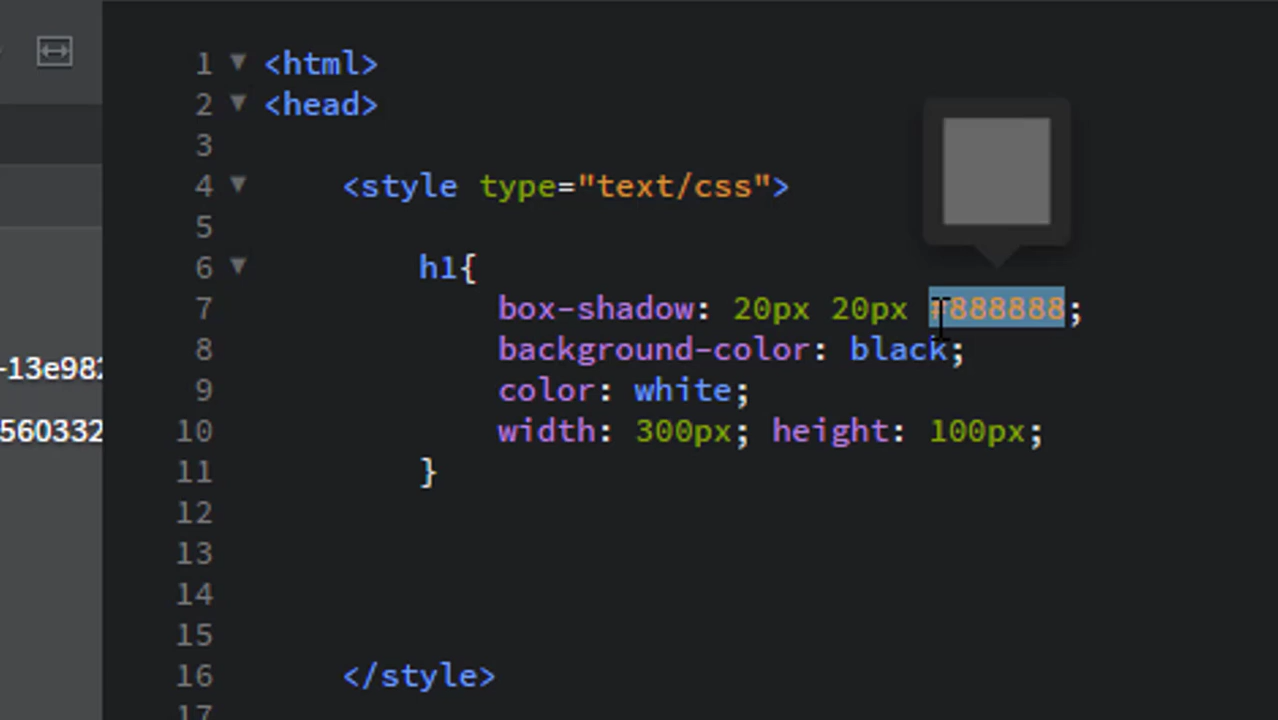 1 <html>
2 <head>
3
4 <style type="text/css">
5
6 h1{
7 box-shadow: 20px 20px #888888;
8 background-color: black;
9 color: white;
10 width: 300px; height: 100px;
11 }
12
13
14
15
16 </style>
17
-13e982
560332